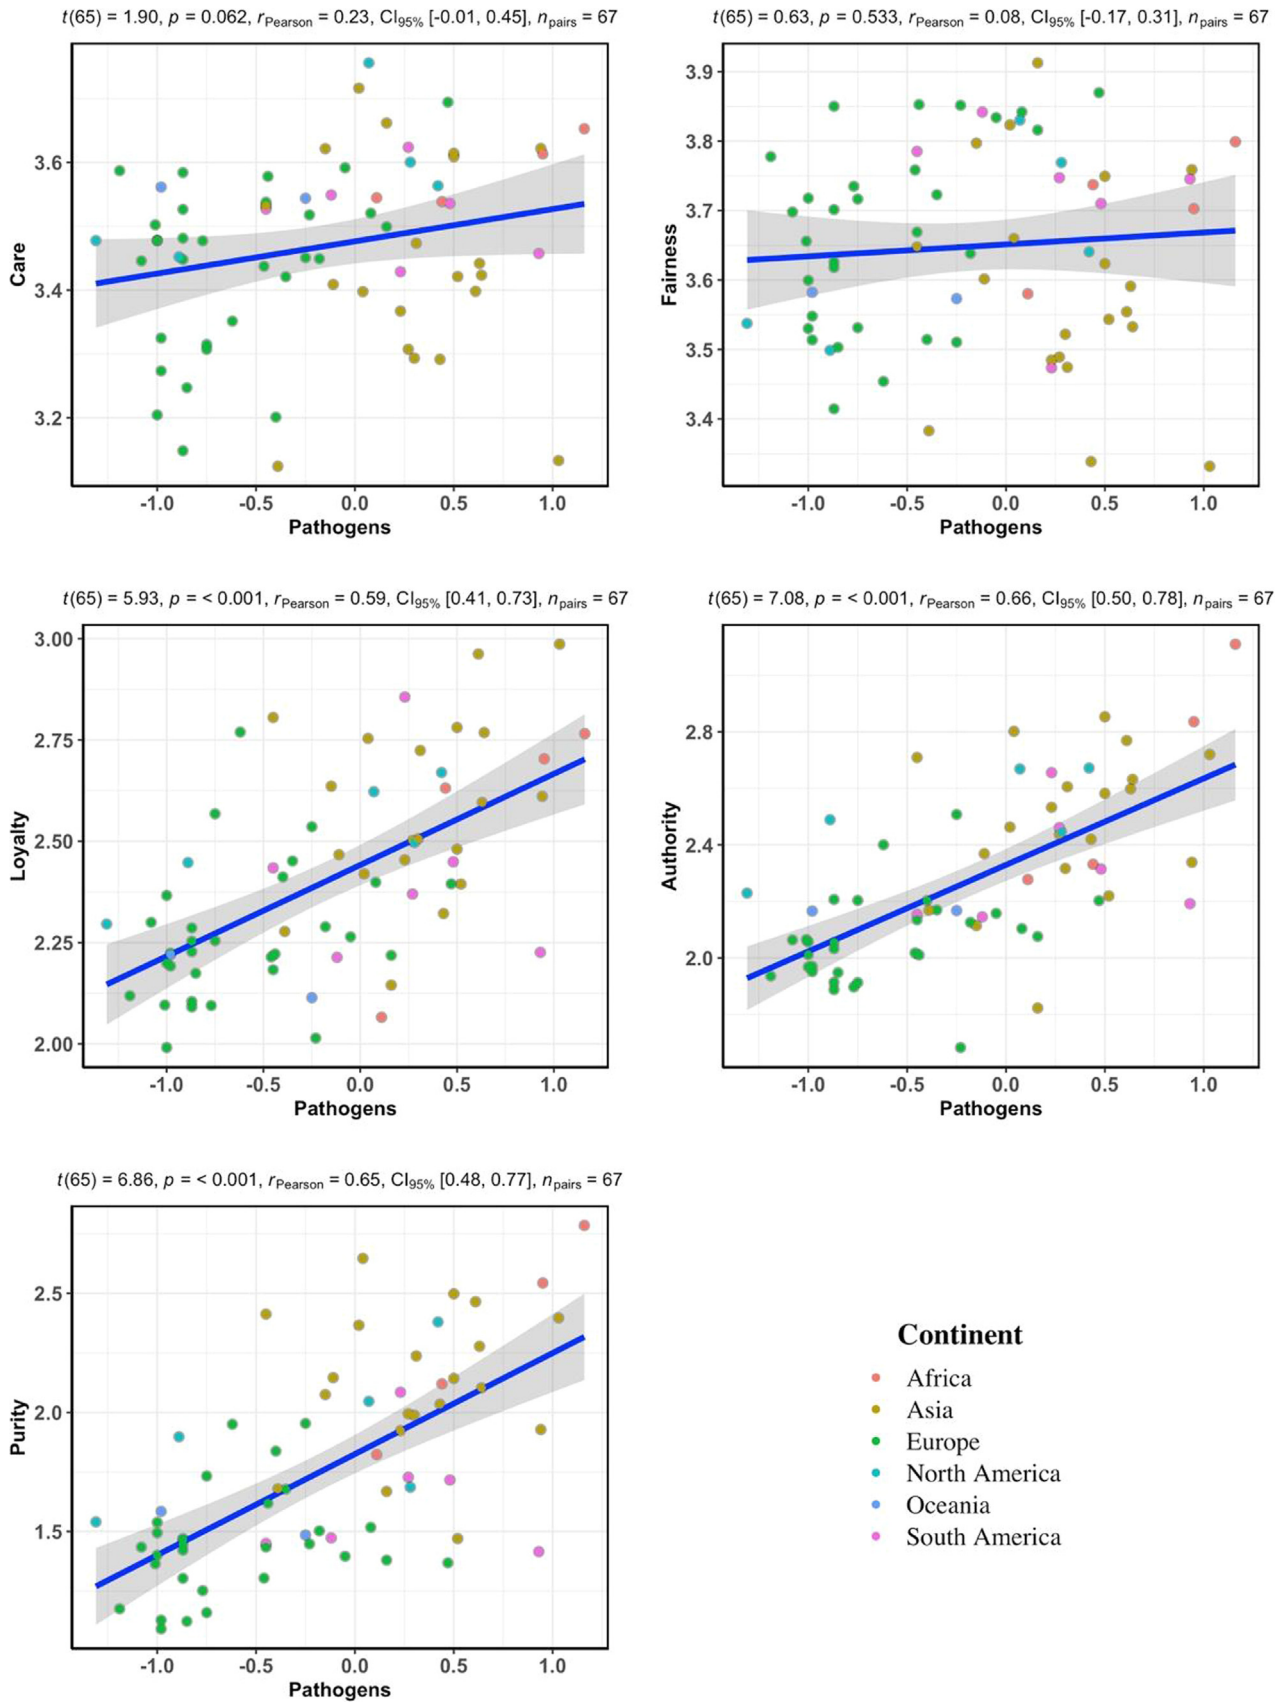 t(65) = 1.90, p = 0.062, rPearson = 0.23, CI95% [-0.01, 0.45], npairs = 67
3.6
3.4
3.2
Care
-1.0 -0.5 0.0 0.5 1.0
Pathogens
t(65) = 0.63, p = 0.533, rPearson = 0.08, CI95% [-0.17, 0.31], npairs = 67
3.9
3.8
3.7
3.6
3.5
3.4
Fairness
-1.0 -0.5 0.0 0.5 1.0
Pathogens
t(65) = 5.93, p = < 0.001, rPearson = 0.59, CI95% [0.41, 0.73], npairs = 67
3.00
2.75
2.50
2.25
2.00
Loyalty
-1.0 -0.5 0.0 0.5 1.0
Pathogens
t(65) = 7.08, p = < 0.001, rPearson = 0.66, CI95% [0.50, 0.78], npairs = 67
2.8
2.4
2.0
Authority
-1.0 -0.5 0.0 0.5 1.0
Pathogens
t(65) = 6.86, p = < 0.001, rPearson = 0.65, CI95% [0.48, 0.77], npairs = 67
2.5
2.0
1.5
Purity
-1.0 -0.5 0.0 0.5 1.0
Pathogens
Continent
Africa
Asia
Europe
North America
Oceania
South America